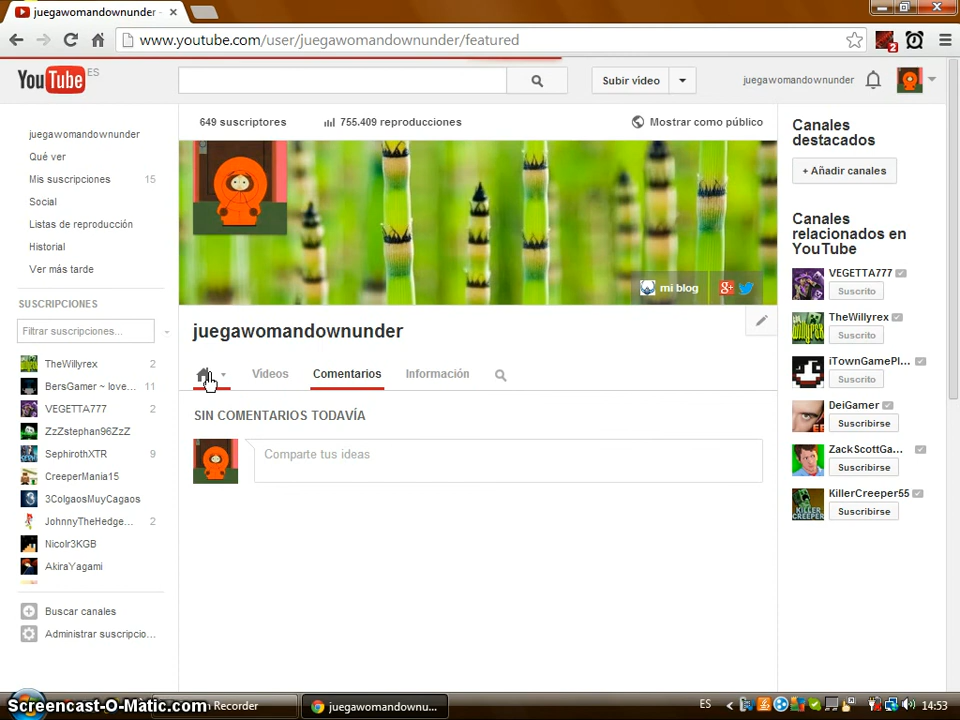 juegawomandownunder -
www.youtube.com/user/juegawomandownunder/featured
2
YouTube ES
Subir vídeo
juegawomandownunder
juegawomandownunder
Qué ver
Mis suscripciones 15
Social
Listas de reproducción
Historial
Ver más tarde
SUSCRIPCIONES
Filtrar suscripciones...
TheWillyrex 2
BersGamer ~ love... 11
VEGETTA777 2
ZzZstephan96ZzZ
SephirothXTR 9
CreeperMania15
3ColgaosMuyCagaos
JohnnyTheHedge... 2
Nicolr3KGB
AkiraYagami
Buscar canales
Administrar suscripcio...
649 suscriptores
755.409 reproducciones
Mostrar como público
mi blog
juegawomandownunder
Vídeos
Comentarios
Información
SIN COMENTARIOS TODAVÍA
Comparte tus ideas
Canales
destacados
+ Añadir canales
Canales
relacionados en
YouTube
VEGETTA777
Suscrito
TheWillyrex
Suscrito
iTownGamePl...
Suscrito
DeiGamer
Suscribirse
ZackScottGa...
Suscribirse
KillerCreeper55
Suscribirse
Screencast-O-Matic.com
Recorder
juegawomandownu...
ES
14:53